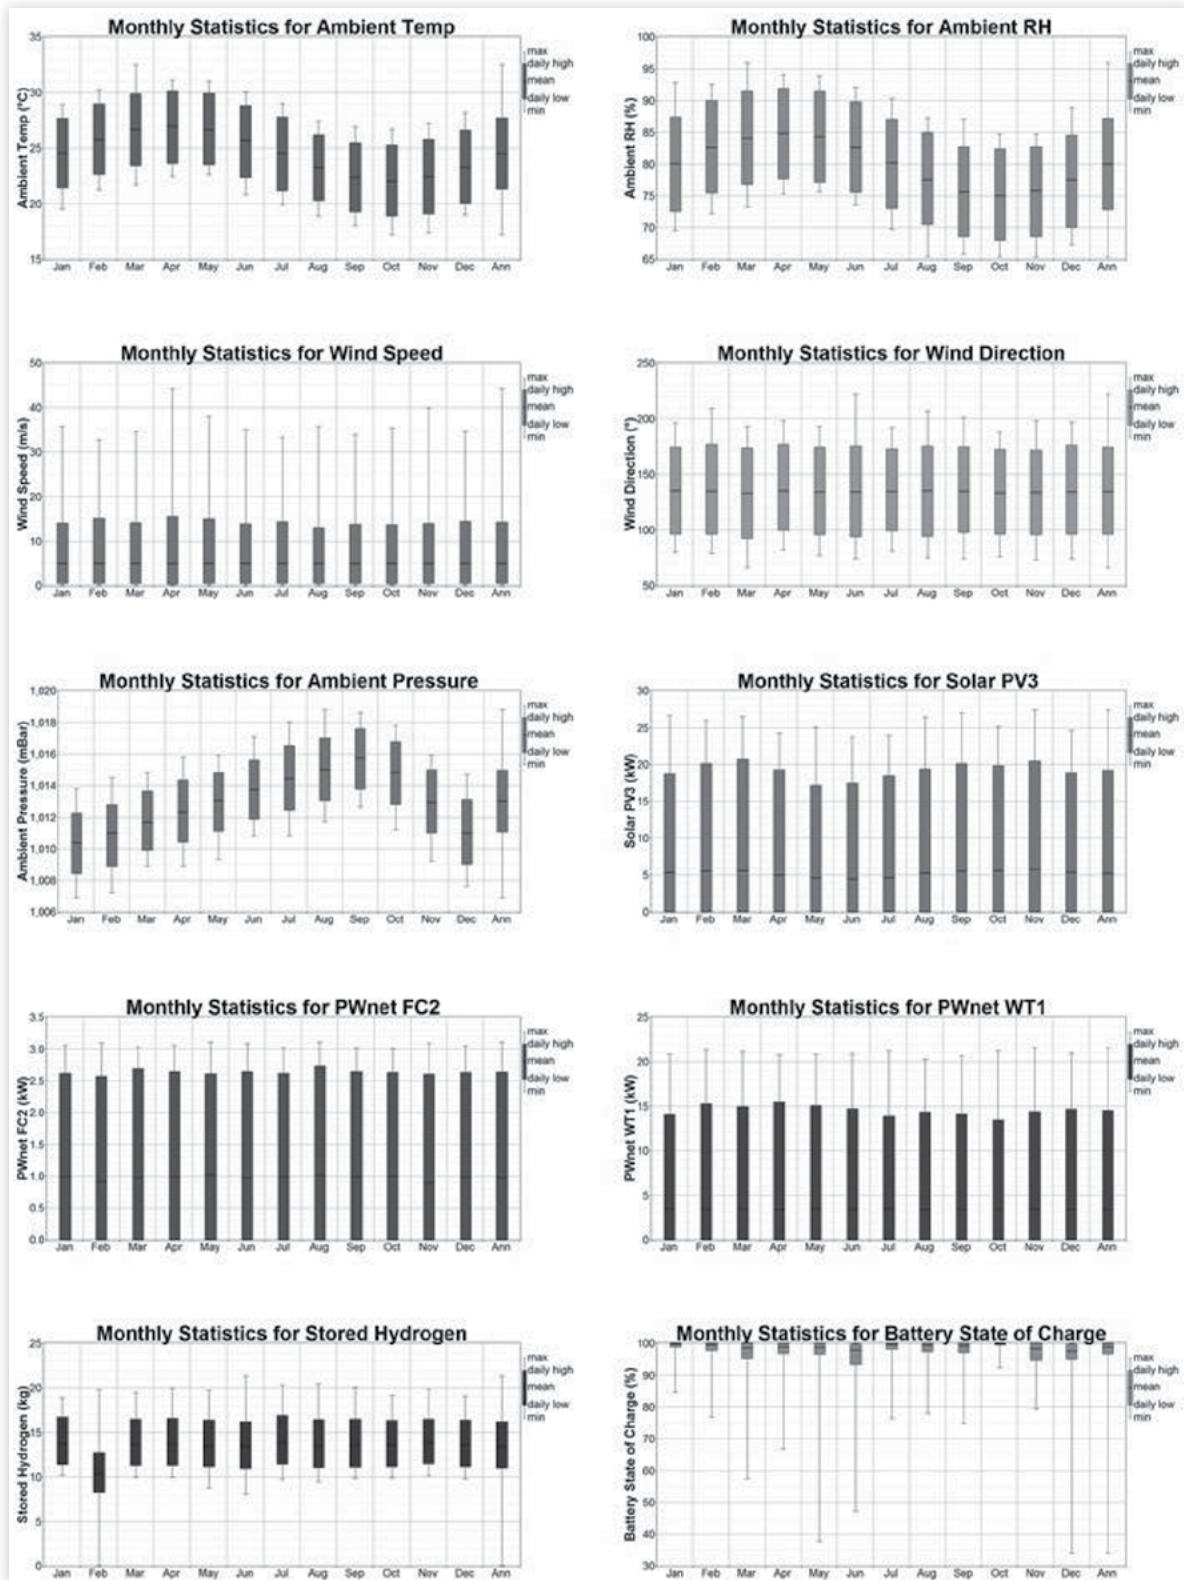 Monthly Statistics for Ambient Temp
Ambient Temp (°C)
35
30
25
20
15
Jan Feb Mar Apr May Jun Jul Aug Sep Oct Nov Dec Ann
max
daily high
mean
daily low
min
Monthly Statistics for Ambient RH
Ambient RH (%)
100
95
90
85
80
75
70
65
Jan Feb Mar Apr May Jun Jul Aug Sep Oct Nov Dec Ann
max
daily high
mean
daily low
min
Monthly Statistics for Wind Speed
Wind Speed (m/s)
50
40
30
20
10
0
Jan Feb Mar Apr May Jun Jul Aug Sep Oct Nov Dec Ann
max
daily high
mean
daily low
min
Monthly Statistics for Wind Direction
Wind Direction (°)
250
200
150
100
50
Jan Feb Mar Apr May Jun Jul Aug Sep Oct Nov Dec Ann
max
daily high
mean
daily low
min
Monthly Statistics for Ambient Pressure
Ambient Pressure (mBar)
1,020
1,018
1,016
1,014
1,012
1,010
1,008
1,006
Jan Feb Mar Apr May Jun Jul Aug Sep Oct Nov Dec Ann
max
daily high
mean
daily low
min
Monthly Statistics for Solar PV3
Solar PV3 (kW)
30
25
20
15
10
5
0
Jan Feb Mar Apr May Jun Jul Aug Sep Oct Nov Dec Ann
max
daily high
mean
daily low
min
Monthly Statistics for PWnet FC2
PWnet FC2 (kW)
3.5
3.0
2.5
2.0
1.5
1.0
0.5
0.0
Jan Feb Mar Apr May Jun Jul Aug Sep Oct Nov Dec Ann
max
daily high
mean
daily low
min
Monthly Statistics for PWnet WT1
PWnet WT1 (kW)
25
20
15
10
5
0
Jan Feb Mar Apr May Jun Jul Aug Sep Oct Nov Dec Ann
max
daily high
mean
daily low
min
Monthly Statistics for Stored Hydrogen
Stored Hydrogen (kg)
25
20
15
10
5
0
Jan Feb Mar Apr May Jun Jul Aug Sep Oct Nov Dec Ann
max
daily high
mean
daily low
min
Monthly Statistics for Battery State of Charge
Battery State of Charge (%)
100
90
80
70
60
50
40
30
Jan Feb Mar Apr May Jun Jul Aug Sep Oct Nov Dec Ann
max
daily high
mean
daily low
min